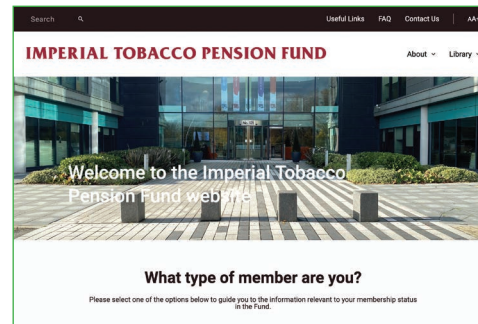 Search
Useful Links FAQ Contact Us AA
IMPERIAL TOBACCO PENSION FUND
About Library
Welcome to the Imperial Tobacco
Pension Fund website
What type of member are you?
Please select one of the options below to guide you to the information relevant to your membership status
in the Fund.